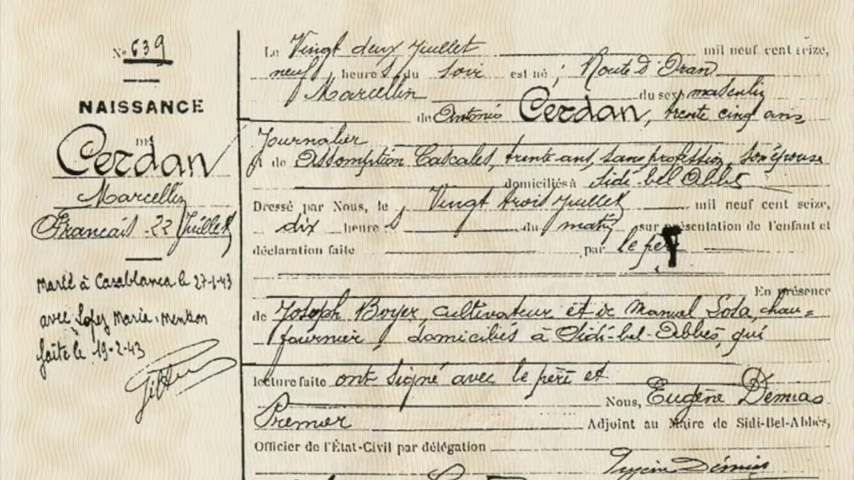 N° 639
NAISSANCE
DE
Cerdan
Marcellin
Français - 22 Juillet
Marié à Casablanca le 27-1-43
avec Lopez Marie. Mention
faite le 19-2-43
Le Vingt deux Juillet mil neuf cent seize,
neuf heures du soir est né, Route d'Oran
Marcellin du sexe masculin
de Antonio Cerdan, trente cinq ans
Journalier
& de Assomption Cascales, trente ans, sans profession, son épouse
domiciliés à Sidi-bel-Abbès
Dressé par Nous, le Vingt trois Juillet mil neuf cent seize,
dix heures du matin sur présentation de l'enfant et
déclaration faite par le père
En présence
de Joseph Boyer, cultivateur et de Manuel Sola, chau=
fournier, domiciliés à Sidi-bel-Abbès, qui
lecture faite ont signé avec le père et
Nous, Eugène Démias
Premier Adjoint au Maire de Sidi-Bel-Abbès,
Officier de l'État-Civil par délégation